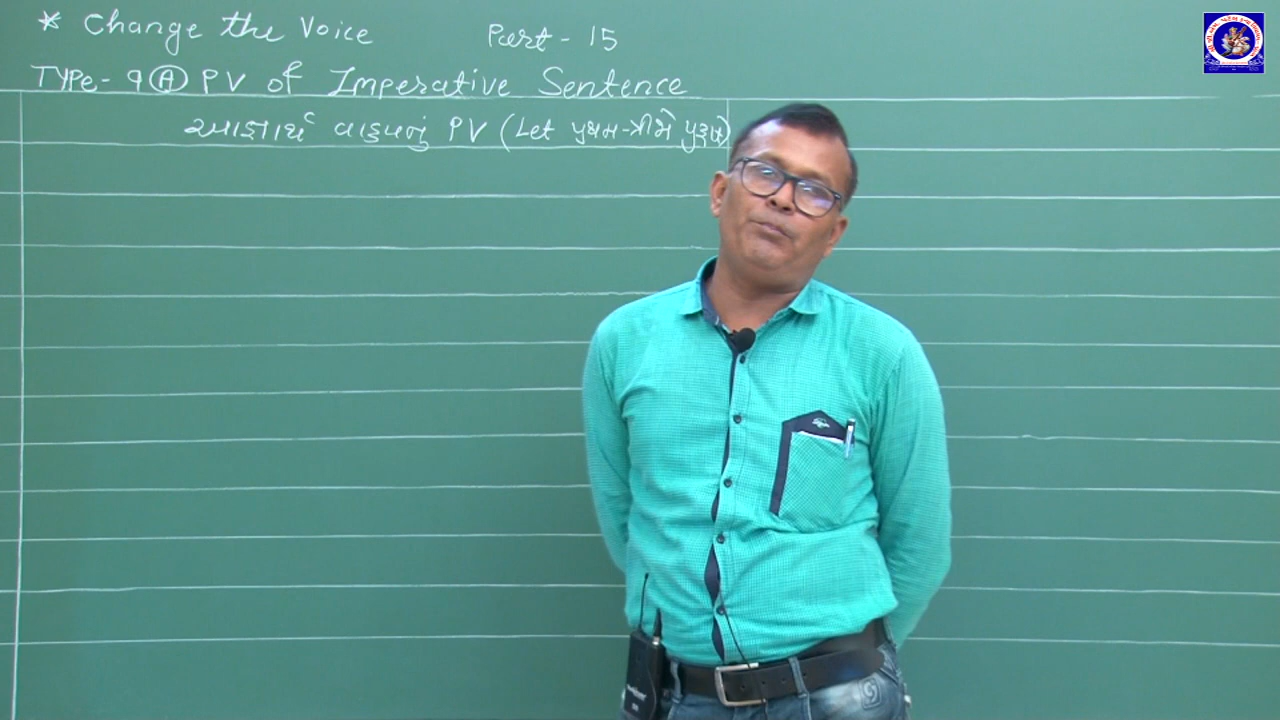 * Change the Voice Part - 15
TYPe - 9 (A) PV of Imperative Sentence
આજ્ઞાર્થ વાક્યનું PV (Let પ્રથમ-ત્રીજો પુરૂષ)